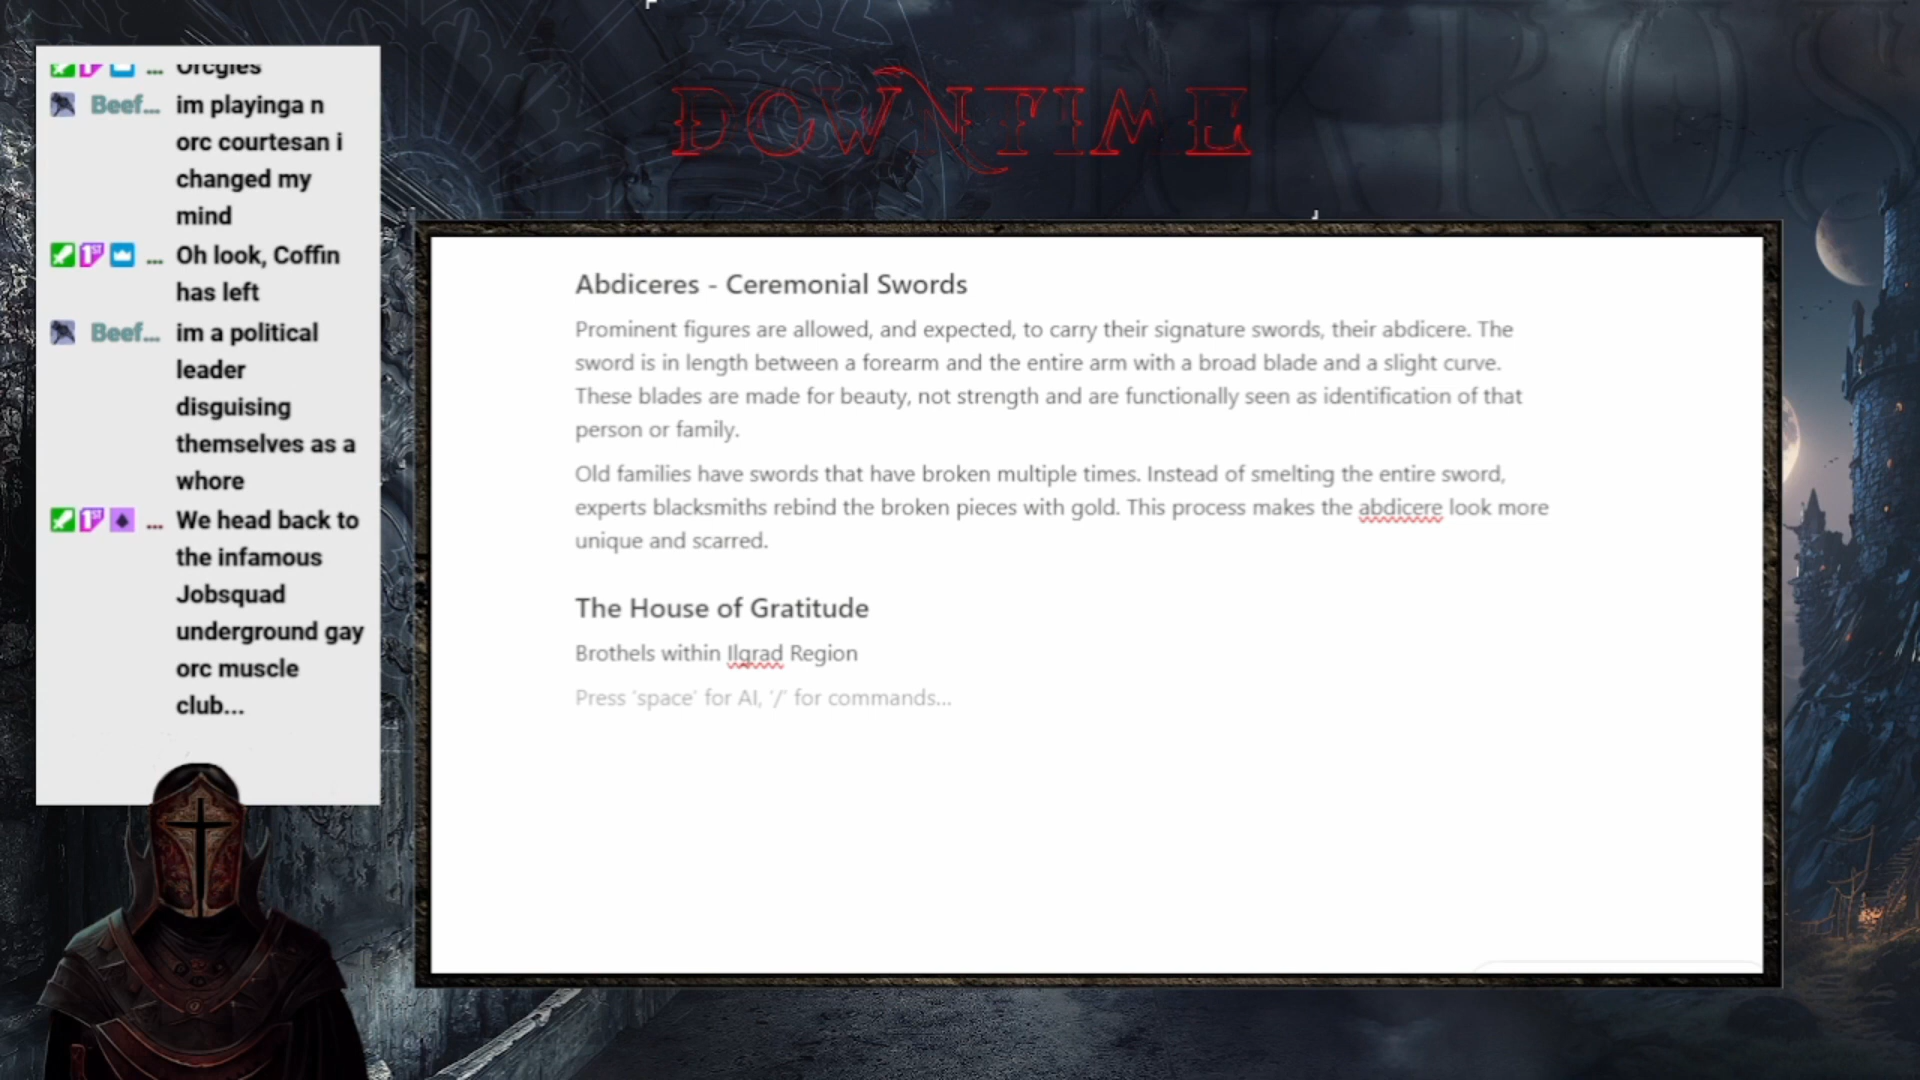 Orcgies
Beef... im playinga n
orc courtesan i
changed my
mind
... Oh look, Coffin
has left
Beef... im a political
leader
disguising
themselves as a
whore
... We head back to
the infamous
Jobsquad
underground gay
orc muscle
club...
DOWNTIME
Abdiceres - Ceremonial Swords
Prominent figures are allowed, and expected, to carry their signature swords, their abdicere. The
sword is in length between a forearm and the entire arm with a broad blade and a slight curve.
These blades are made for beauty, not strength and are functionally seen as identification of that
person or family.
Old families have swords that have broken multiple times. Instead of smelting the entire sword,
experts blacksmiths rebind the broken pieces with gold. This process makes the abdicere look more
unique and scarred.
The House of Gratitude
Brothels within Ilgrad Region
Press 'space' for AI, '/' for commands...